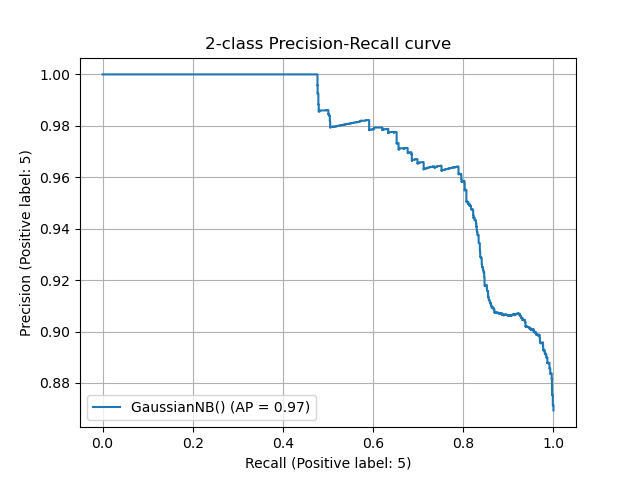 2-class Precision-Recall curve
1.00
0.98
0.96
0.94
0.92
0.90
0.88
Precision (Positive label: 5)
GaussianNB() (AP = 0.97)
0.0 0.2 0.4 0.6 0.8 1.0
Recall (Positive label: 5)